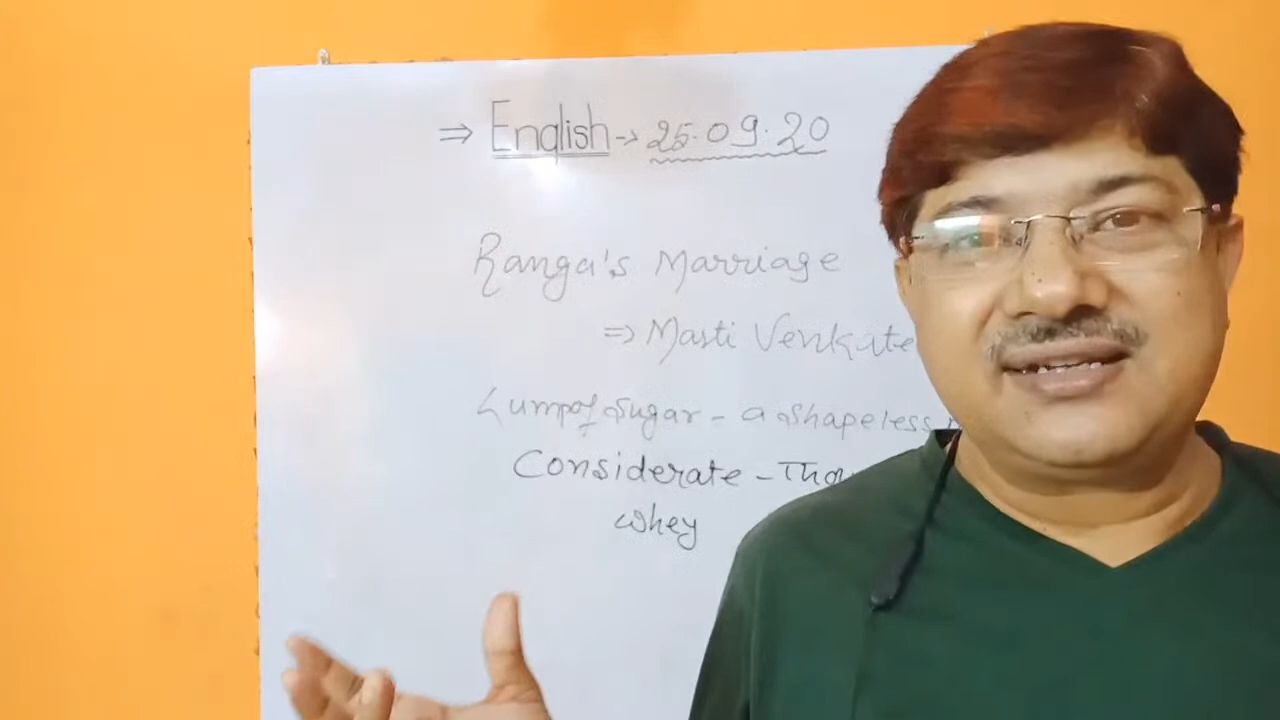 ⇒ English → 25.09.20
Ranga's Marriage
⇒ Masti Venkate
Lump of Sugar - a shapeless
Considerate - Tho
whey